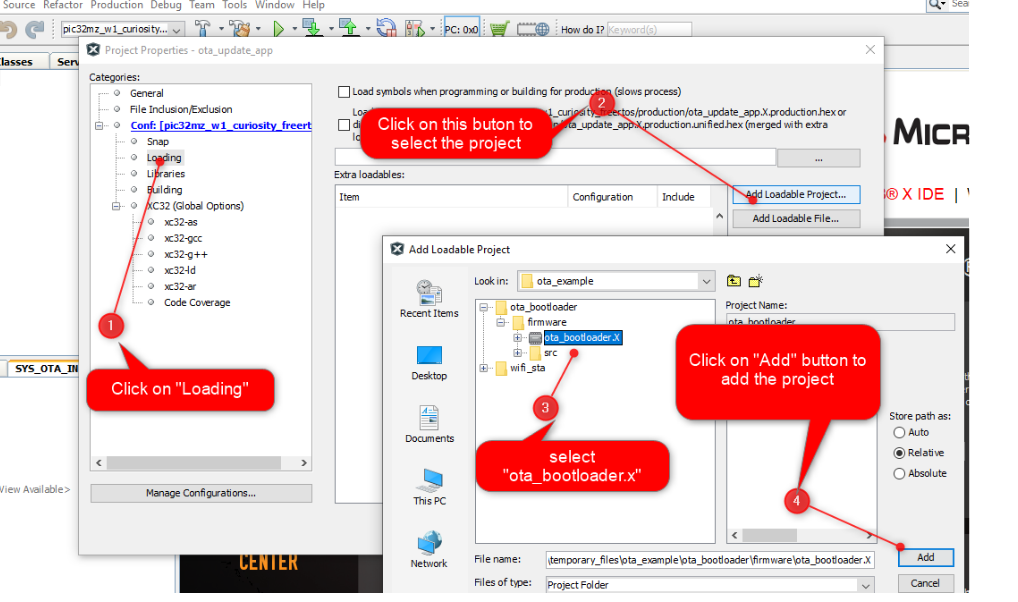 Source Refactor Production Debug Team Tools Window Help
pic32mz_w1_curiosity...
PC: 0x0
How do I? Keyword(s)
Classes
Project Properties - ota_update_app
Categories:
General
File Inclusion/Exclusion
Conf: [pic32mz_w1_curiosity_freert
Snap
Loading
Libraries
Building
XC32 (Global Options)
xc32-as
xc32-gcc
xc32-g++
xc32-ld
xc32-ar
Code Coverage
Manage Configurations...
1
Click on "Loading"
SYS_OTA_IN
View Available>
Load symbols when programming or building for production (slows process)
w1_curiosity_freertos/production/ota_update_app.X.production.hex or
ota_update_app.X.production.unified.hex (merged with extra
2
Click on this buton to
select the project
...
Extra loadables:
Item Configuration Include
Add Loadable Project...
Add Loadable File...
MICR
® X IDE |
Add Loadable Project
Look in: ota_example
Recent Items
Desktop
Documents
This PC
Network
ota_bootloader
firmware
ota_bootloader.X
src
wifi_sta
3
select
"ota_bootloader.x"
Project Name:
ota_bootloader
Click on "Add" button to
add the project
4
Store path as:
Auto
Relative
Absolute
File name: \temporary_files\ota_example\ota_bootloader\firmware\ota_bootloader.X
Add
Files of type: Project Folder
Cancel
CENTER